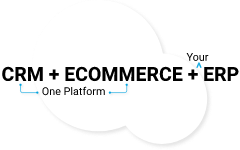 Your
CRM + ECOMMERCE + ERP
One Platform